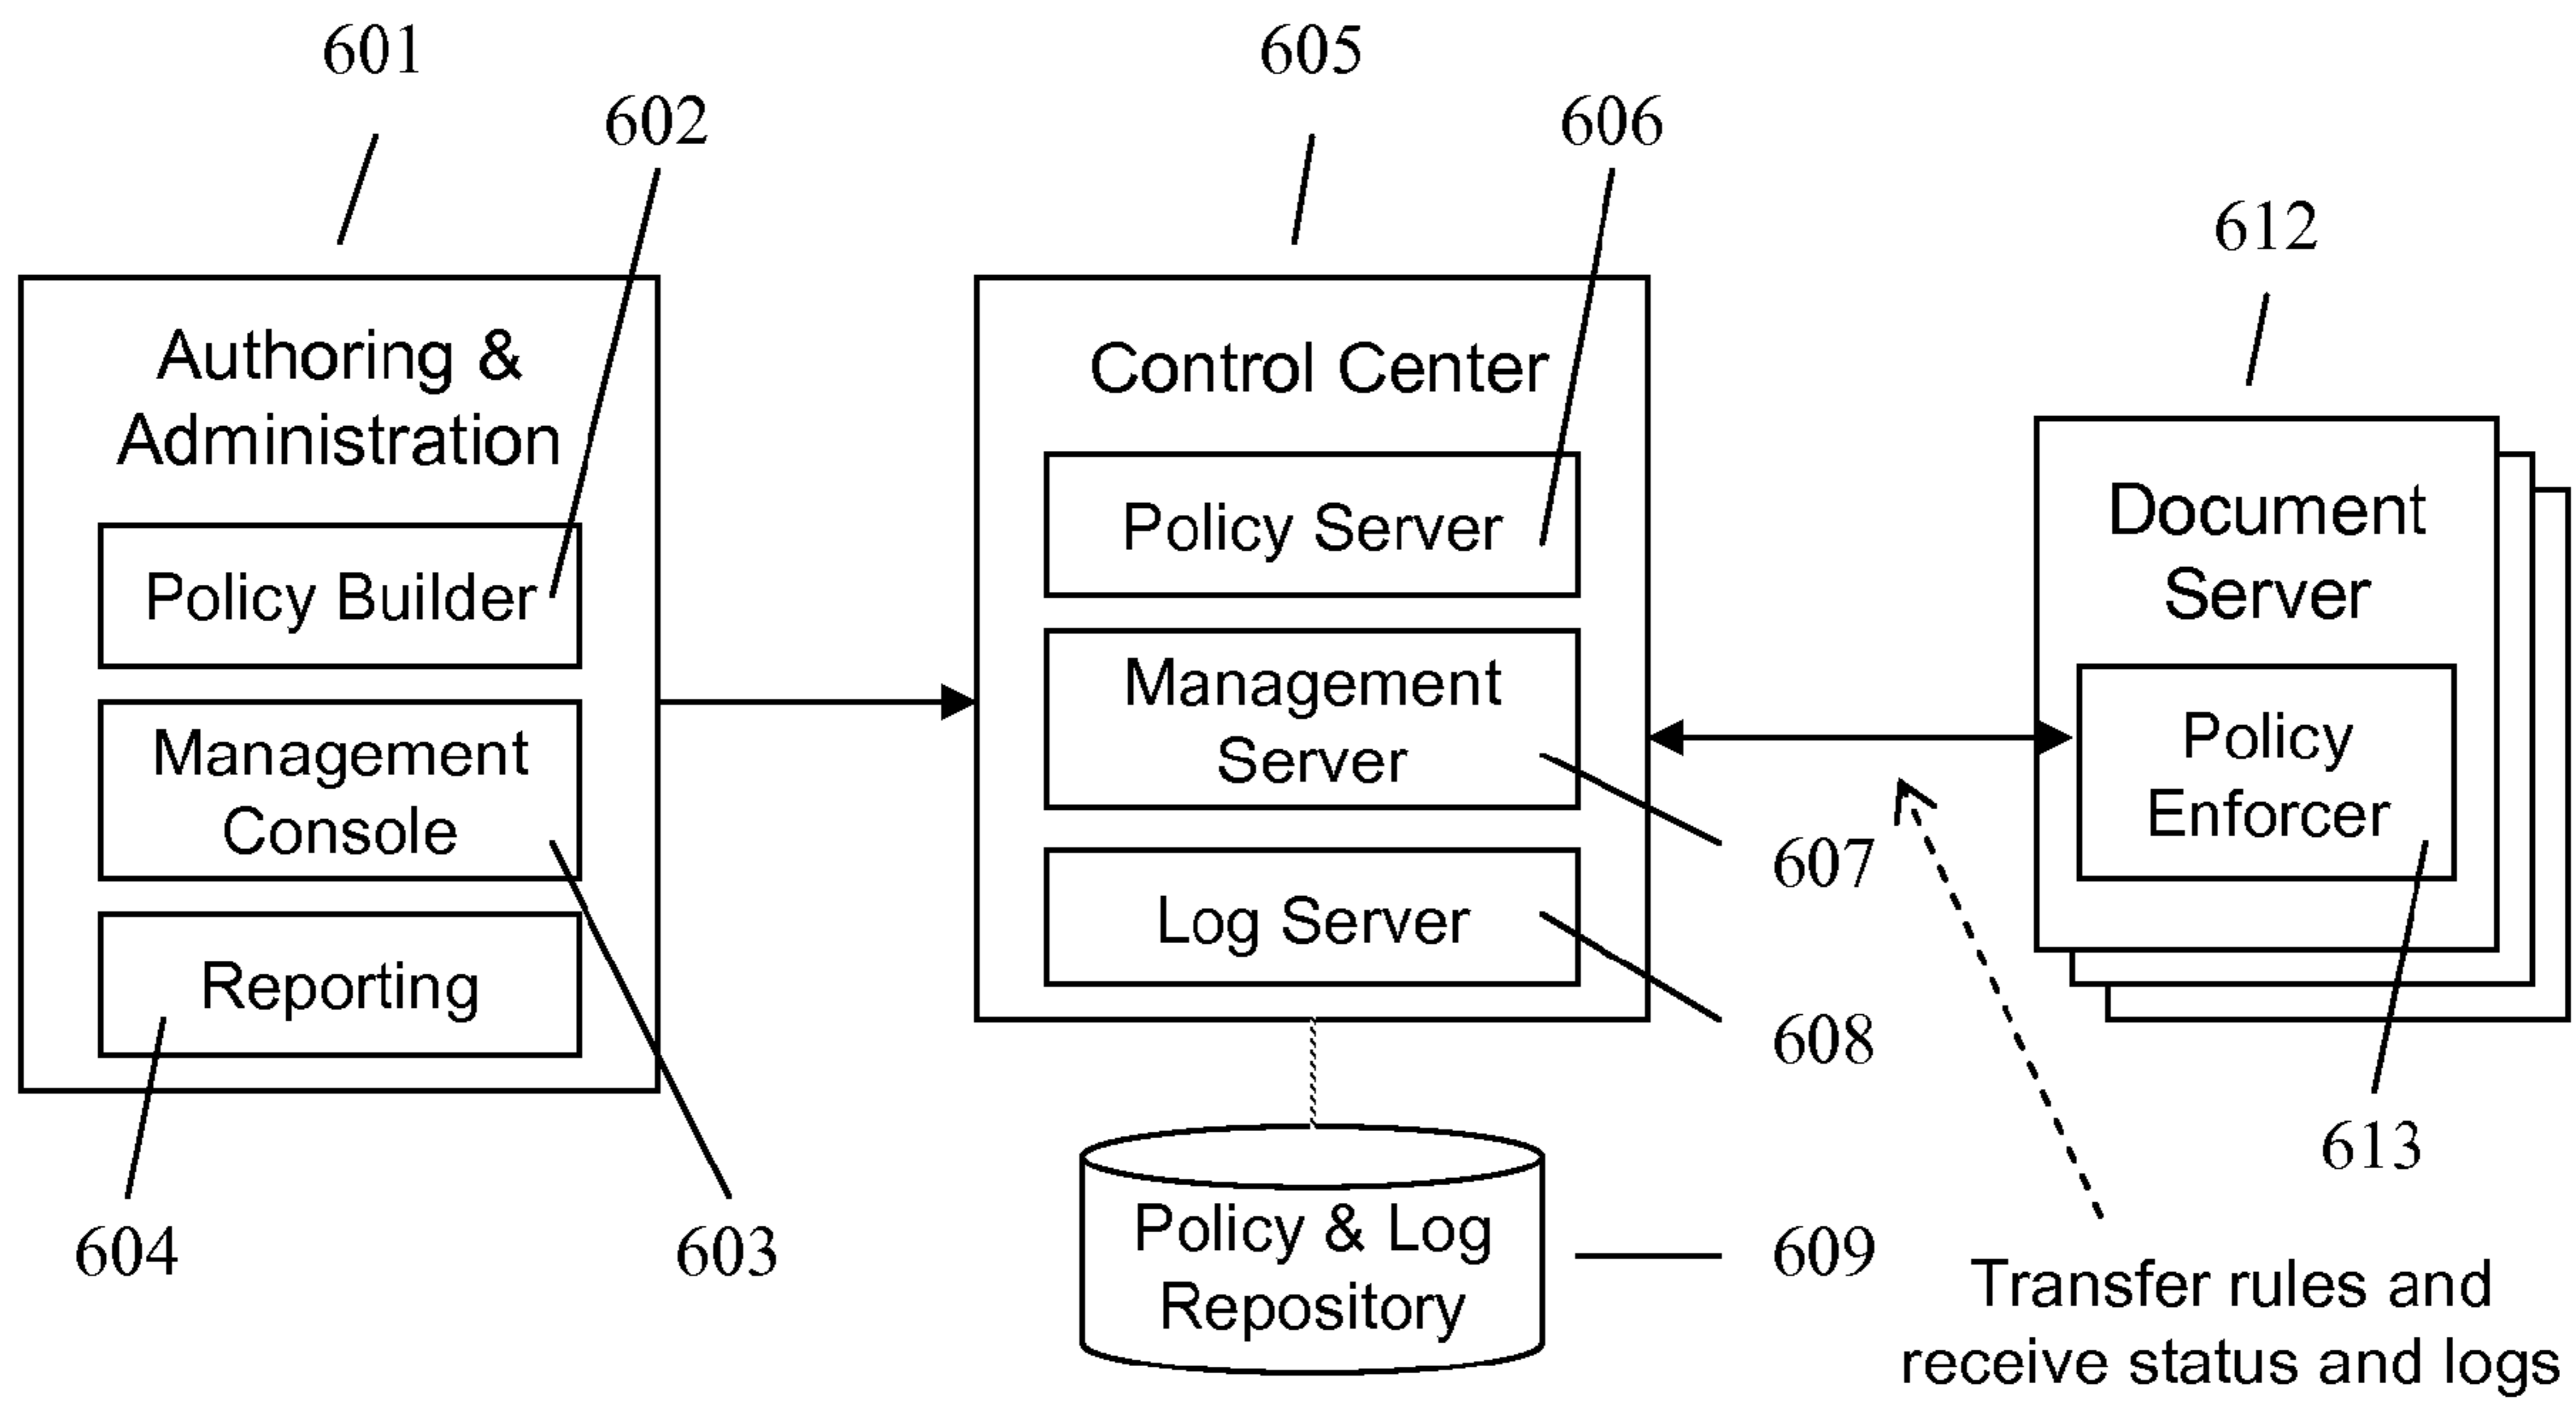 601
602
605
606
612
Authoring &
Administration
Policy Builder
Management
Console
Reporting
604
603
Control Center
Policy Server
Management
Server
Log Server
607
608
Policy & Log
Repository
609
Document
Server
Policy
Enforcer
613
Transfer rules and
receive status and logs